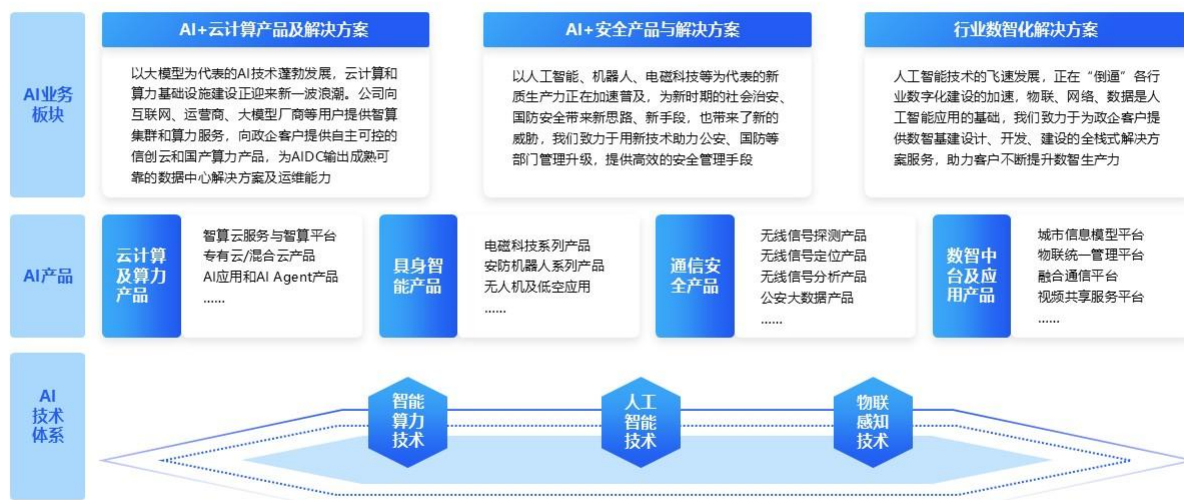 AI业务
板块
AI+云计算产品及解决方案
以大模型为代表的AI技术蓬勃发展，云计算和
算力基础设施建设正迎来新一波浪潮。公司向
互联网、运营商、大模型厂商等用户提供智算
集群和算力服务，向政企客户提供自主可控的
信创云和国产算力产品，为AIDC输出成熟可
靠的数据中心解决方案及运维能力
AI+安全产品与解决方案
以人工智能、机器人、电磁科技等为代表的新
质生产力正在加速普及，为新时期的社会治安、
国防安全带来新思路、新手段，也带来了新的
威胁，我们致力于用新技术助力公安、国防等
部门管理升级，提供高效的安全管理手段
行业数智化解决方案
人工智能技术的飞速发展，正在“倒逼”各行
业数字化建设的加速，物联、网络、数据是人
工智能应用的基础，我们致力于为政企客户提
供数智基建设计、开发、建设的全栈式解决方
案服务，助力客户不断提升数智生产力
AI产品
云计算
及算力
产品
智算云服务与智算平台
专有云/混合云产品
AI应用和AI Agent产品
……
具身智
能产品
电磁科技系列产品
安防机器人系列产品
无人机及低空应用
……
通信安
全产品
无线信号探测产品
无线信号定位产品
无线信号分析产品
公安大数据产品
……
数智中
台及应
用产品
城市信息模型平台
物联统一管理平台
融合通信平台
视频共享服务平台
……
AI
技术
体系
智能
算力
技术
人工
智能
技术
物联
感知
技术